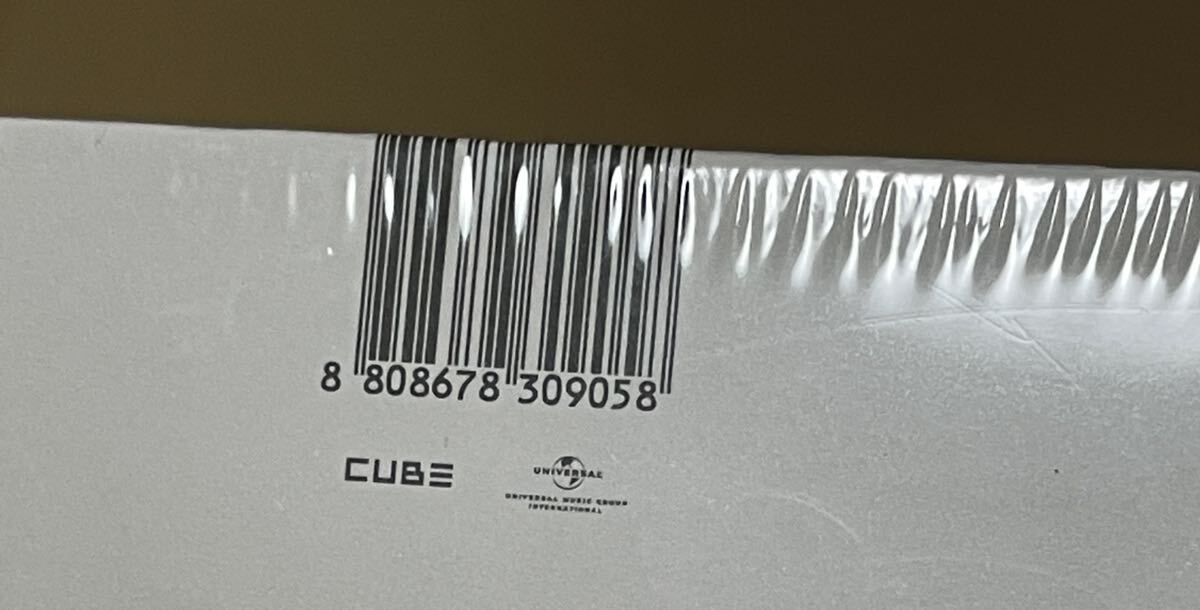 8 808678 309058
CUBE
UNIVERSAL
UNIVERSAL MUSIC GROUP
INTERNATIONAL